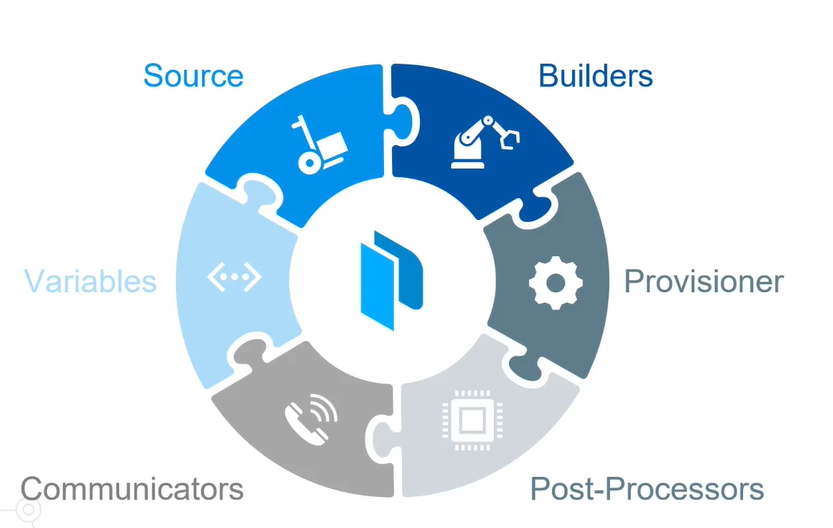 Source
Builders
Variables
Provisioner
Communicators
Post-Processors